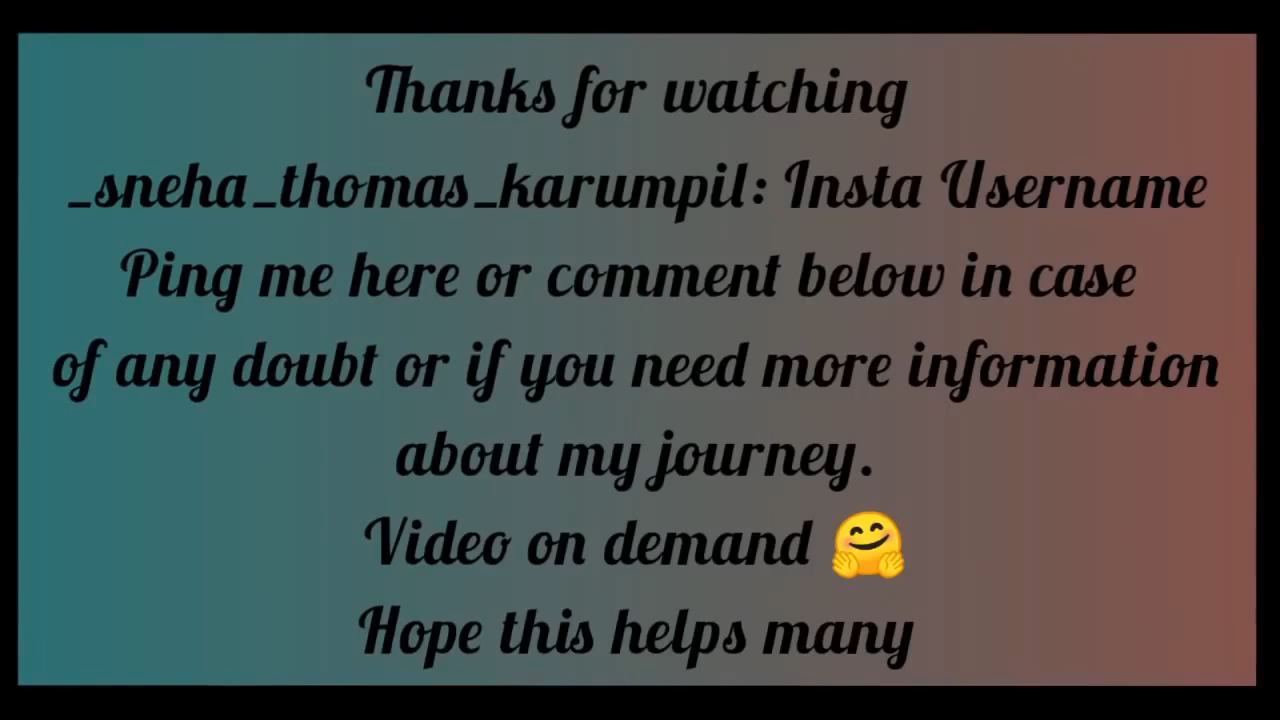 Thanks for watching
_sneha_thomas_karumpil: Insta Username
Ping me here or comment below in case
of any doubt or if you need more information
about my journey.
Video on demand 🤗
Hope this helps many